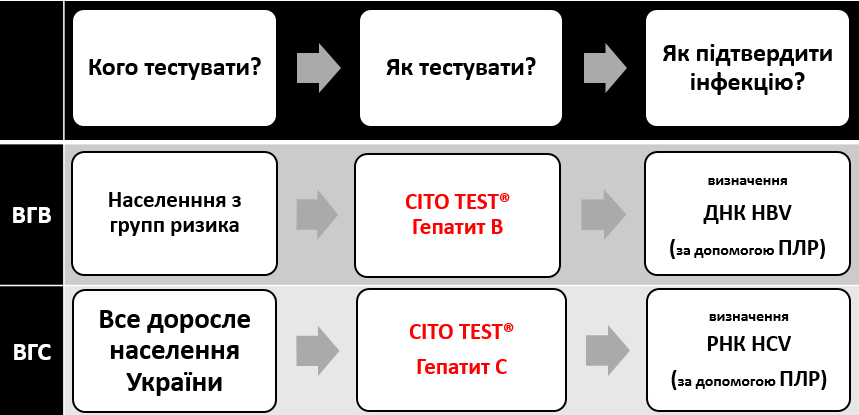 Кого тестувати?
Як тестувати?
Як підтвердити
інфекцію?
ВГВ
Населенння з
групп ризика
CITO TEST®
Гепатит В
визначення
ДНК HBV
(за допомогою ПЛР)
ВГС
Все доросле
населення
України
CITO TEST®
Гепатит С
визначення
РНК HCV
(за допомогою ПЛР)